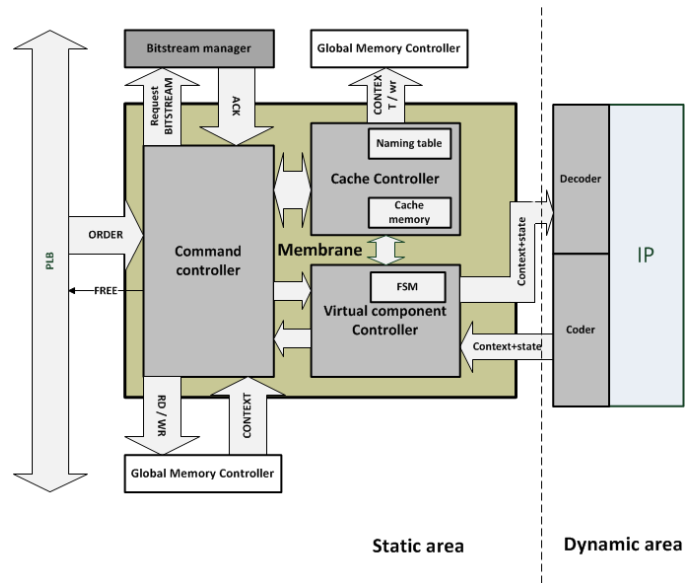 Bitstream manager
Global Memory Controller
Request
BITSTREAM
ACK
CONTEX
T / wr
Naming table
Cache Controller
Cache
memory
Decoder
IP
ORDER
Command
controller
Membrane
PLB
FREE
FSM
Virtual component
Controller
Context+state
Coder
Context+state
RD / WR
CONTEXT
Global Memory Controller
Static area
Dynamic area